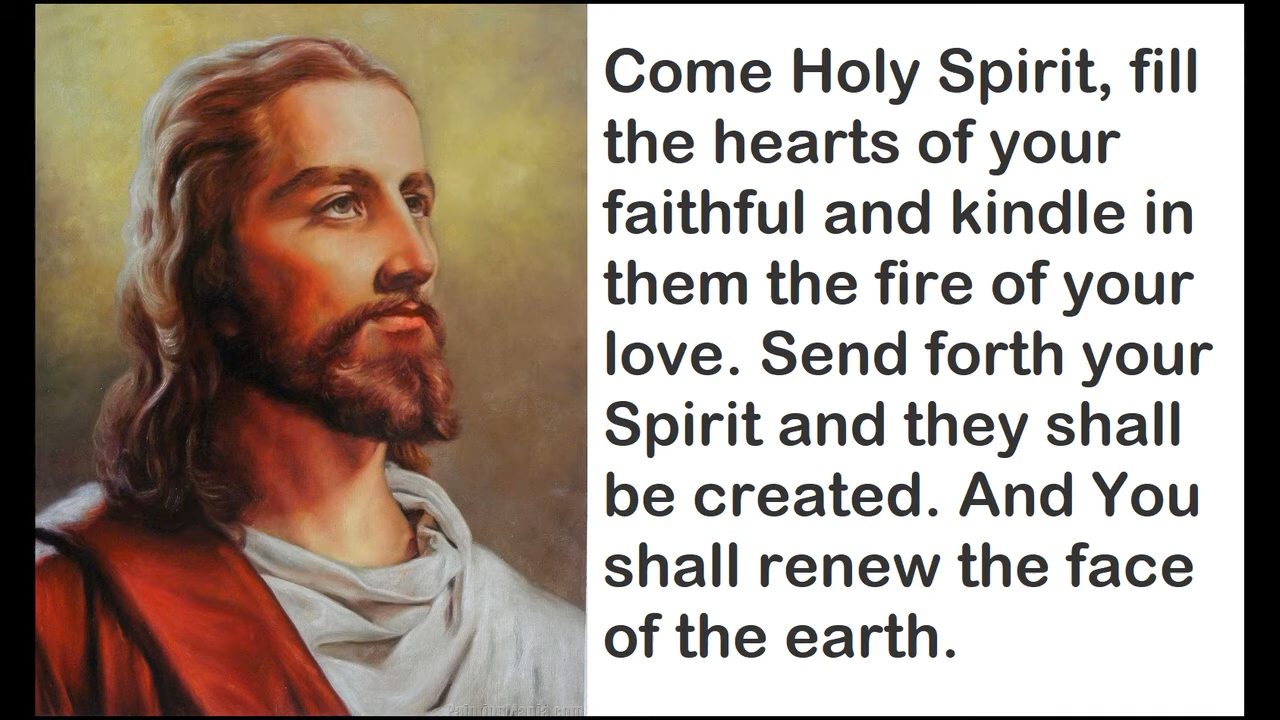 Come Holy Spirit, fill
the hearts of your
faithful and kindle in
them the fire of your
love. Send forth your
Spirit and they shall
be created. And You
shall renew the face
of the earth.